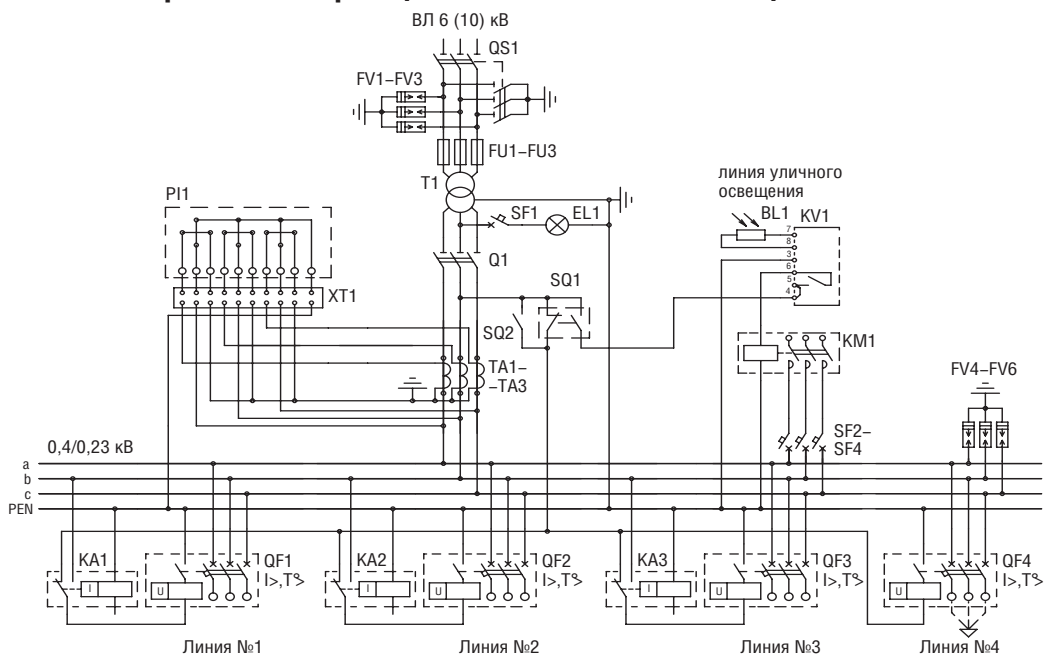 ВЛ 6 (10) кВ
QS1
FV1–FV3
FU1–FU3
T1
линия уличного
освещения
PI1
SF1
EL1
BL1
KV1
7
8
3
6
5
4
Q1
XT1
SQ1
SQ2
KM1
TA1–
–TA3
FV4–FV6
SF2–
SF4
0,4/0,23 кВ
a
b
c
PEN
KA1
I
U
QF1
I>,T°>
KA2
I
U
QF2
I>,T°>
KA3
I
U
QF3
I>,T°>
U
QF4
I>,T°>
Линия №1
Линия №2
Линия №3
Линия №4